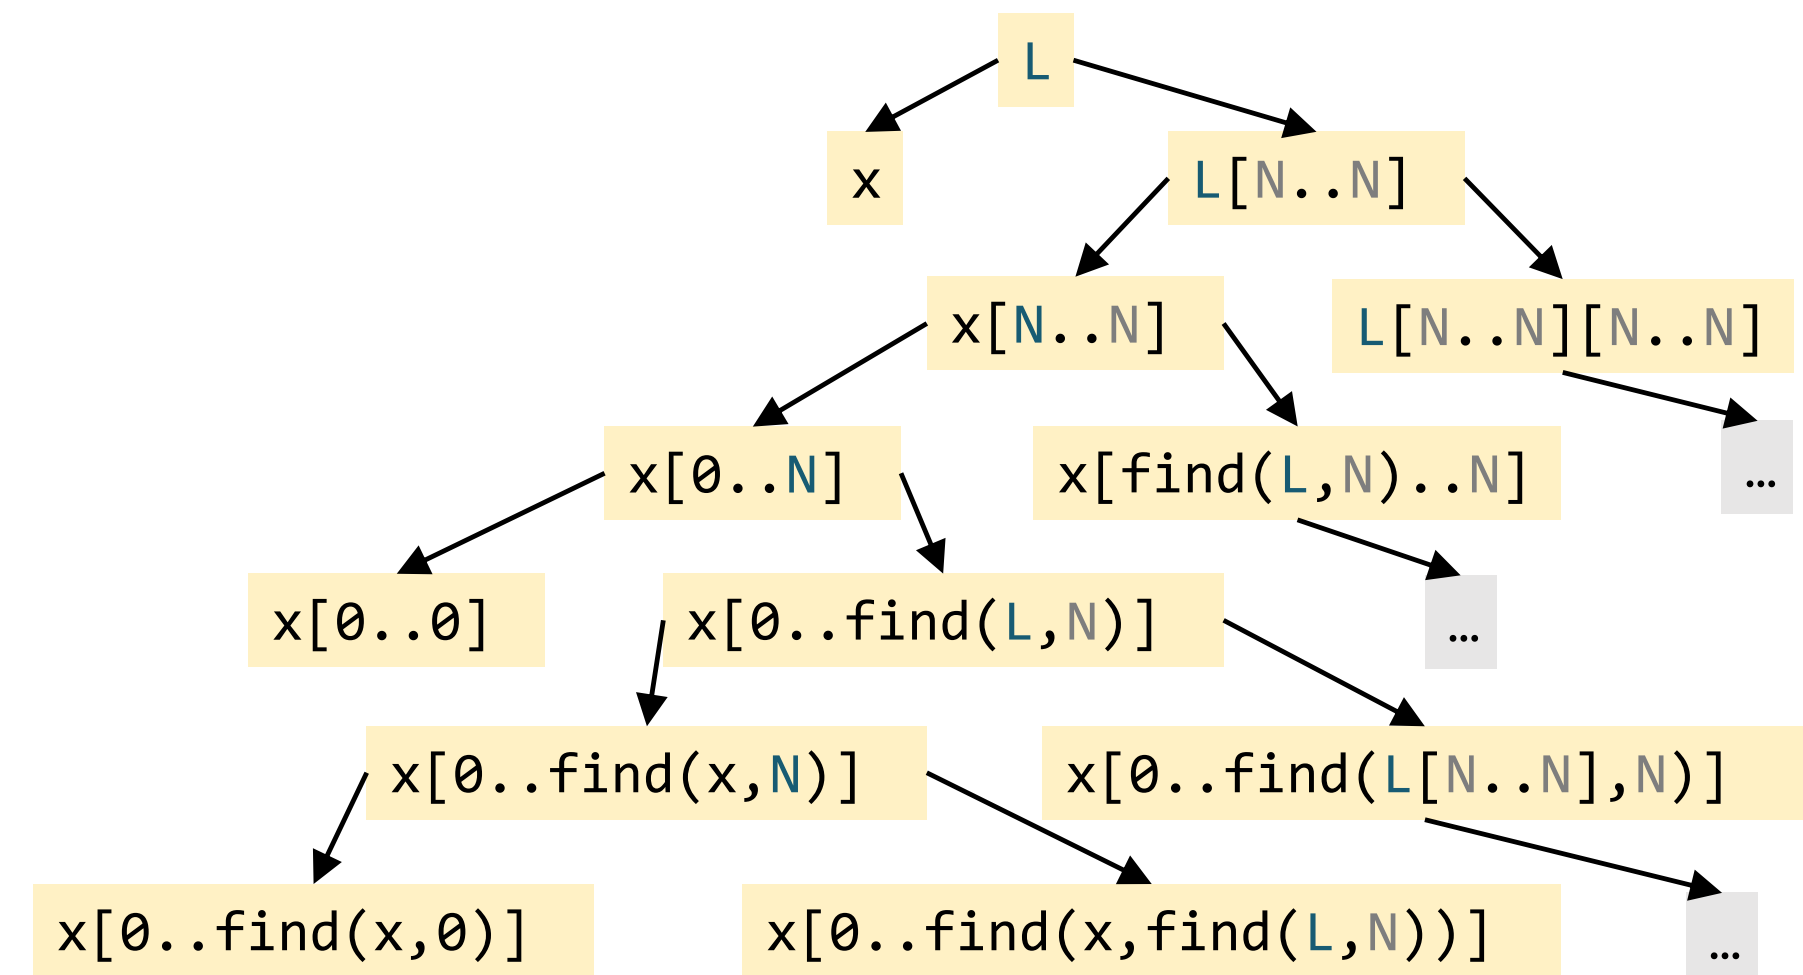 L
x
L[N..N]
x[N..N]
L[N..N][N..N]
x[0..N]
x[find(L,N)..N]
…
x[0..0]
x[0..find(L,N)]
…
x[0..find(x,N)]
x[0..find(L[N..N],N)]
x[0..find(x,0)]
x[0..find(x,find(L,N))]
…